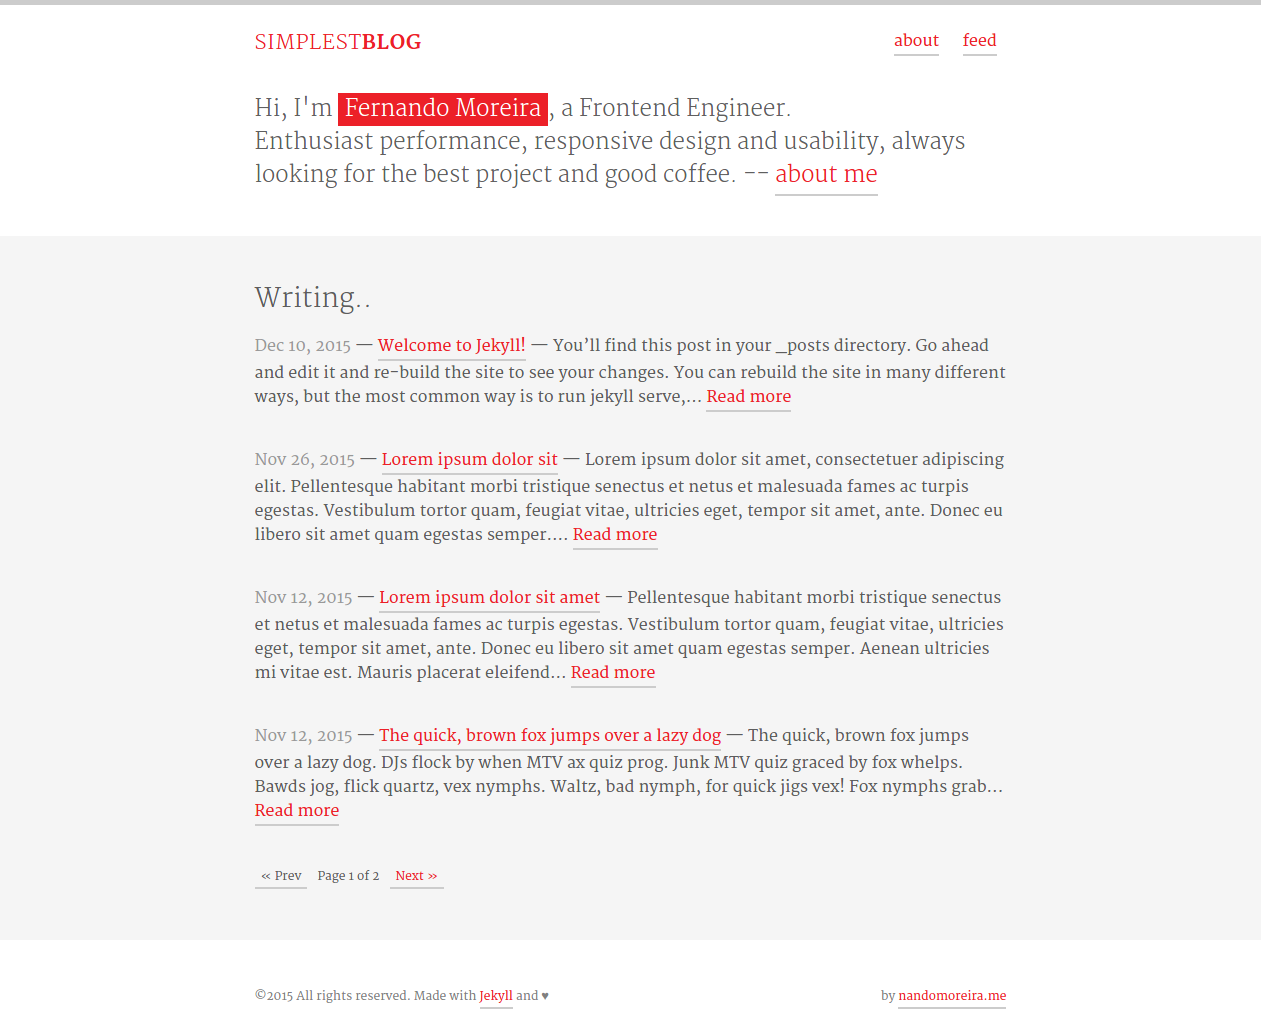 SIMPLESTBLOG about feed
Hi, I'm Fernando Moreira, a Frontend Engineer.
Enthusiast performance, responsive design and usability, always
looking for the best project and good coffee. -- about me
Writing..
Dec 10, 2015 — Welcome to Jekyll! — You’ll find this post in your _posts directory. Go ahead
and edit it and re-build the site to see your changes. You can rebuild the site in many different
ways, but the most common way is to run jekyll serve,... Read more
Nov 26, 2015 — Lorem ipsum dolor sit — Lorem ipsum dolor sit amet, consectetuer adipiscing
elit. Pellentesque habitant morbi tristique senectus et netus et malesuada fames ac turpis
egestas. Vestibulum tortor quam, feugiat vitae, ultricies eget, tempor sit amet, ante. Donec eu
libero sit amet quam egestas semper.... Read more
Nov 12, 2015 — Lorem ipsum dolor sit amet — Pellentesque habitant morbi tristique senectus
et netus et malesuada fames ac turpis egestas. Vestibulum tortor quam, feugiat vitae, ultricies
eget, tempor sit amet, ante. Donec eu libero sit amet quam egestas semper. Aenean ultricies
mi vitae est. Mauris placerat eleifend... Read more
Nov 12, 2015 — The quick, brown fox jumps over a lazy dog — The quick, brown fox jumps
over a lazy dog. DJs flock by when MTV ax quiz prog. Junk MTV quiz graced by fox whelps.
Bawds jog, flick quartz, vex nymphs. Waltz, bad nymph, for quick jigs vex! Fox nymphs grab...
Read more
« Prev Page 1 of 2 Next »
©2015 All rights reserved. Made with Jekyll and ♥ by nandomoreira.me